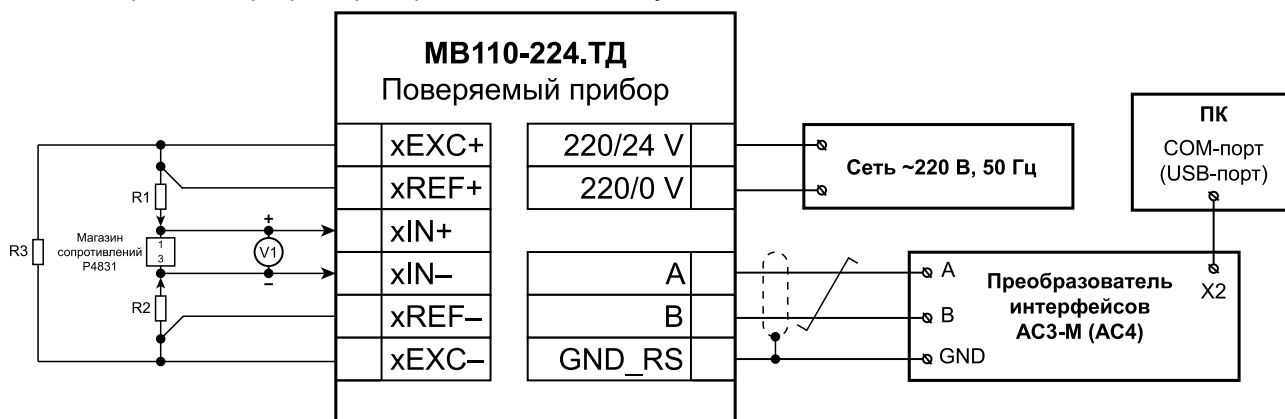 МВ110-224.ТД
Поверяемый прибор
xEXC+
xREF+
xIN+
xIN–
xREF–
xEXC–
220/24 V
220/0 V
A
B
GND_RS
R1
R2
R3
Магазин
сопротивлений
Р4831
1
3
+
V1
–
Сеть ~220 В, 50 Гц
ПК
COM-порт
(USB-порт)
X2
A
B
GND
Преобразователь
интерфейсов
АС3-М (АС4)